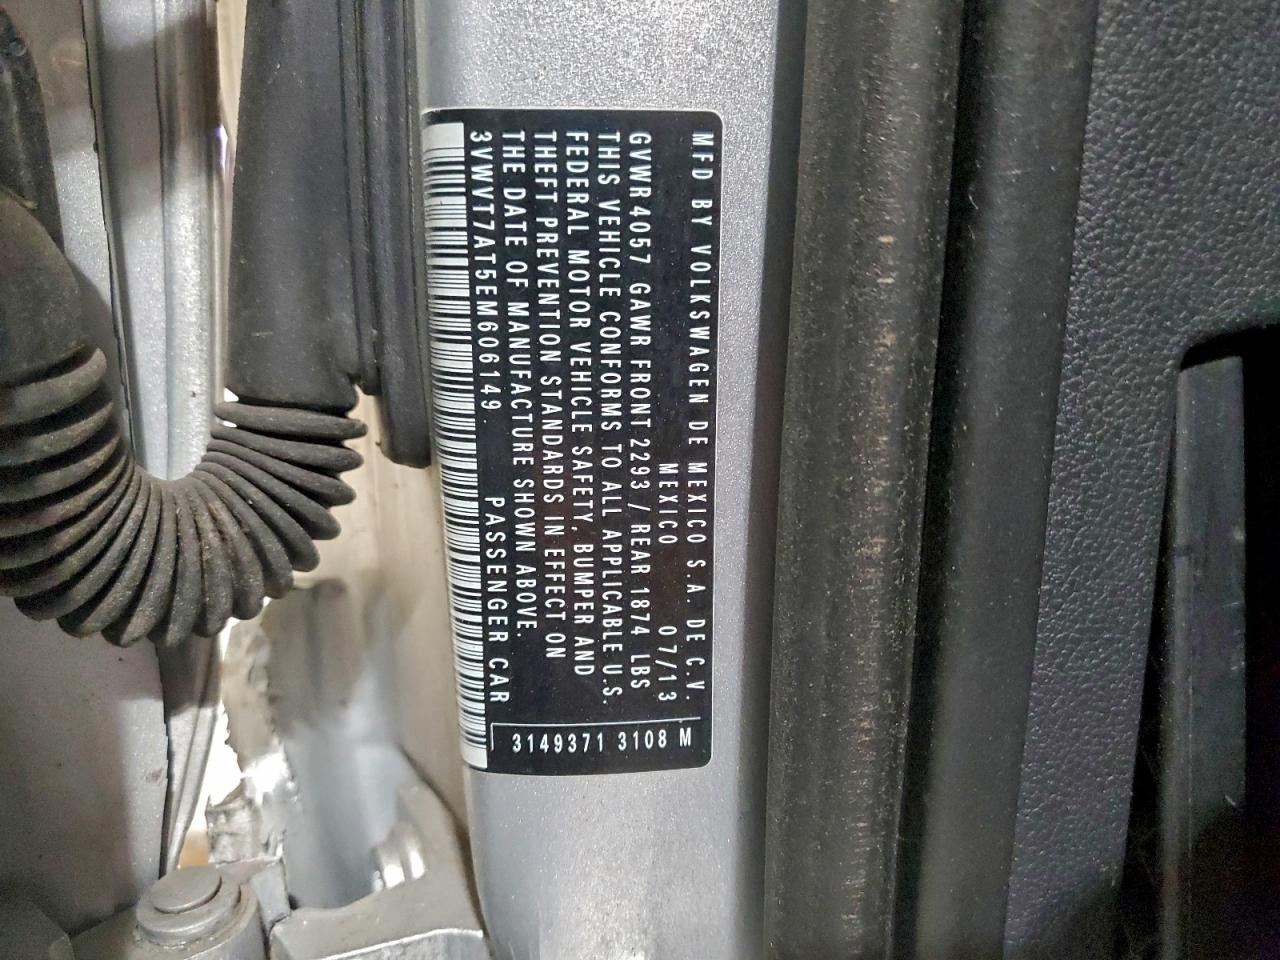 MFD BY VOLKSWAGEN DE MEXICO S.A. DE C.V.
MEXICO 07/13
GVWR 4057 GAWR FRONT 2293 / REAR 1874 LBS
THIS VEHICLE CONFORMS TO ALL APPLICABLE U.S.
FEDERAL MOTOR VEHICLE SAFETY, BUMPER AND
THEFT PREVENTION STANDARDS IN EFFECT ON
THE DATE OF MANUFACTURE SHOWN ABOVE.
3VWVT7AT5EM606149. PASSENGER CAR
3149371 3108 M